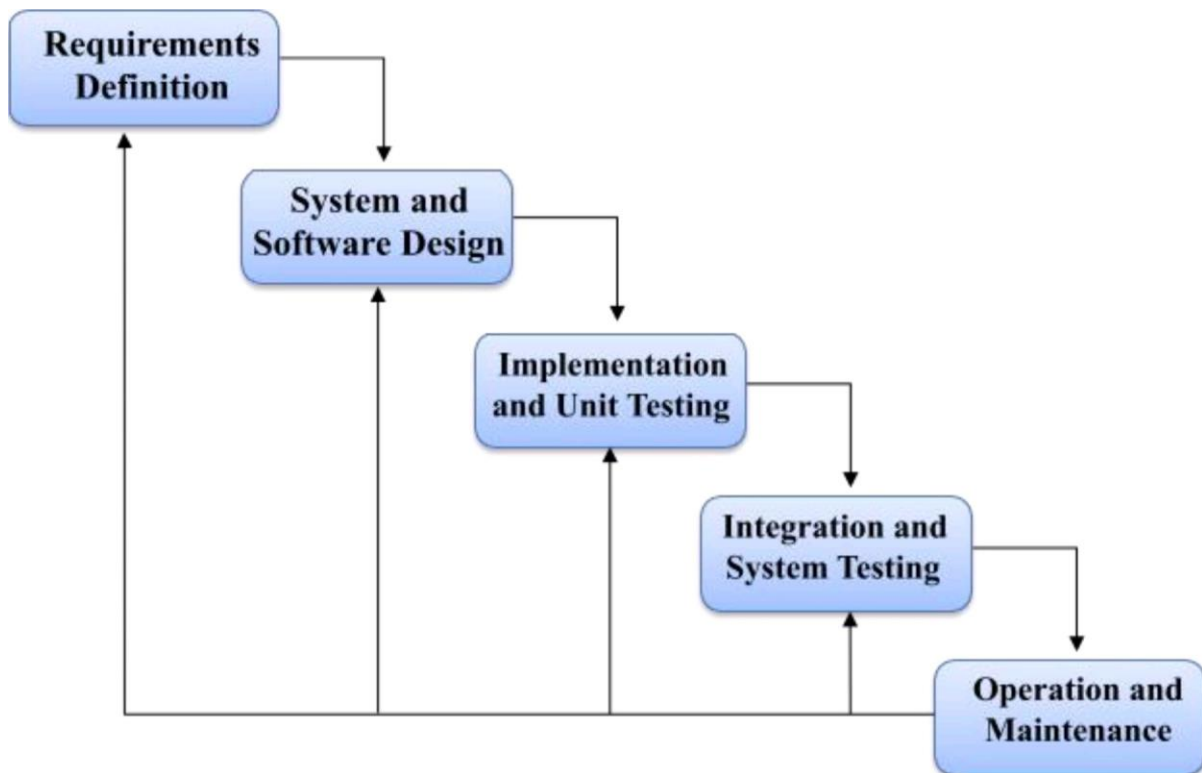 Requirements
Definition
System and
Software Design
Implementation
and Unit Testing
Integration and
System Testing
Operation and
Maintenance